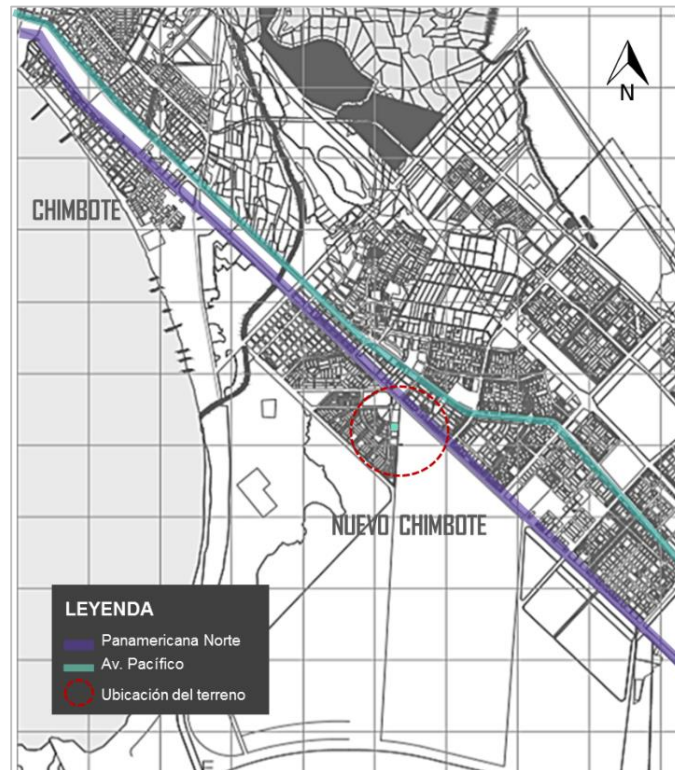 N
CHIMBOTE
NUEVO CHIMBOTE
LEYENDA
Panamericana Norte
Av. Pacífico
Ubicación del terreno